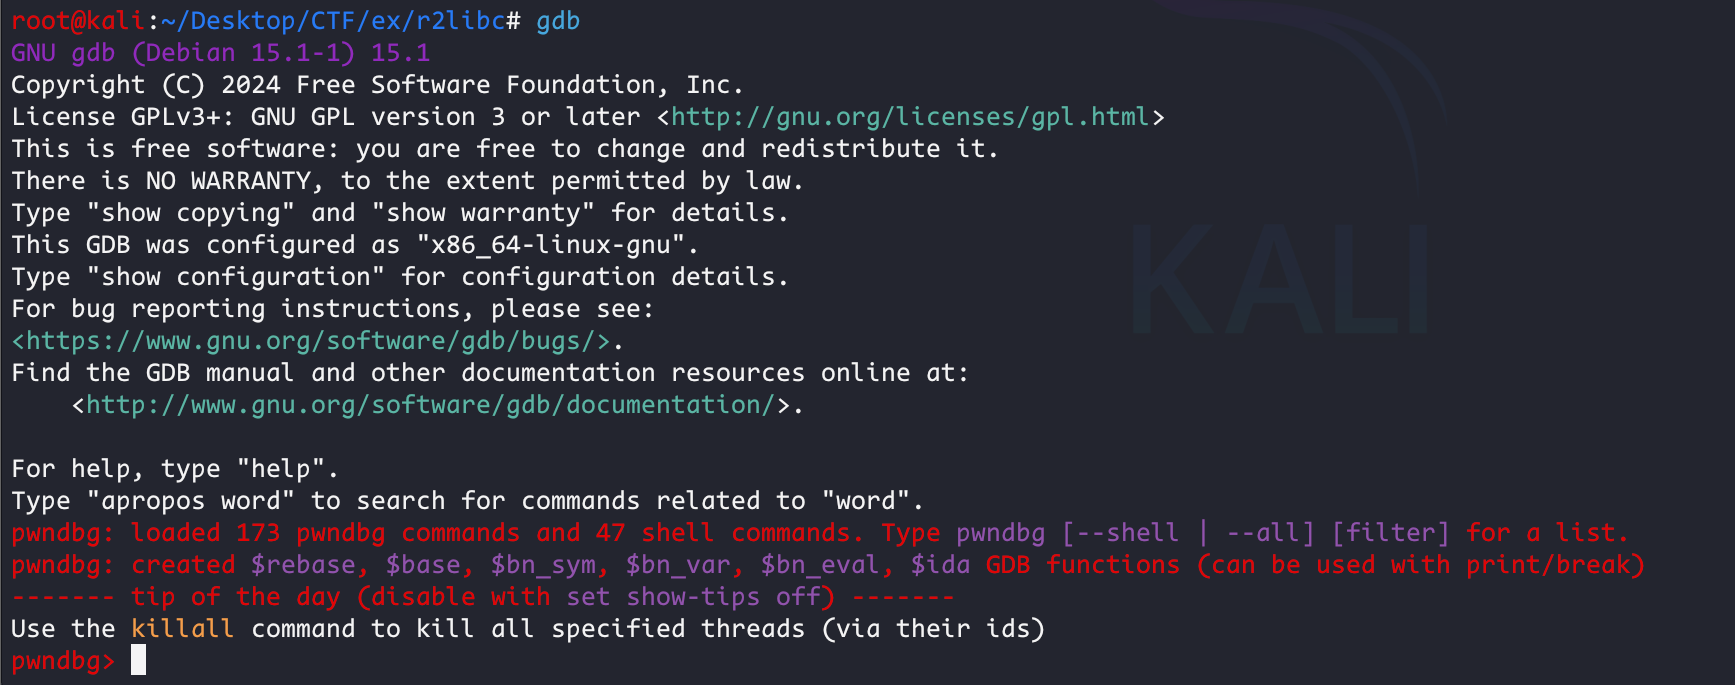 root@kali:~/Desktop/CTF/ex/r2libc# gdb
GNU gdb (Debian 15.1-1) 15.1
Copyright (C) 2024 Free Software Foundation, Inc.
License GPLv3+: GNU GPL version 3 or later <http://gnu.org/licenses/gpl.html>
This is free software: you are free to change and redistribute it.
There is NO WARRANTY, to the extent permitted by law.
Type "show copying" and "show warranty" for details.
This GDB was configured as "x86_64-linux-gnu".
Type "show configuration" for configuration details.
For bug reporting instructions, please see:
<https://www.gnu.org/software/gdb/bugs/>.
Find the GDB manual and other documentation resources online at:
    <http://www.gnu.org/software/gdb/documentation/>.

For help, type "help".
Type "apropos word" to search for commands related to "word".
pwndbg: loaded 173 pwndbg commands and 47 shell commands. Type pwndbg [--shell | --all] [filter] for a list.
pwndbg: created $rebase, $base, $bn_sym, $bn_var, $bn_eval, $ida GDB functions (can be used with print/break)
------- tip of the day (disable with set show-tips off) -------
Use the killall command to kill all specified threads (via their ids)
pwndbg>
KALI